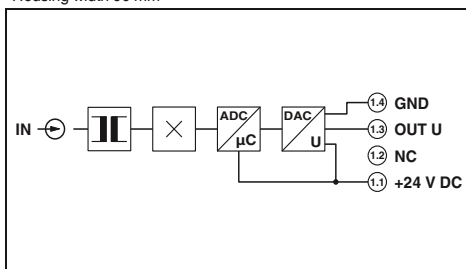 Housing width 90 mm
1.4 GND
ADC DAC
IN 1.3 OUT U
µC U
1.2 NC
1.1 +24 V DC